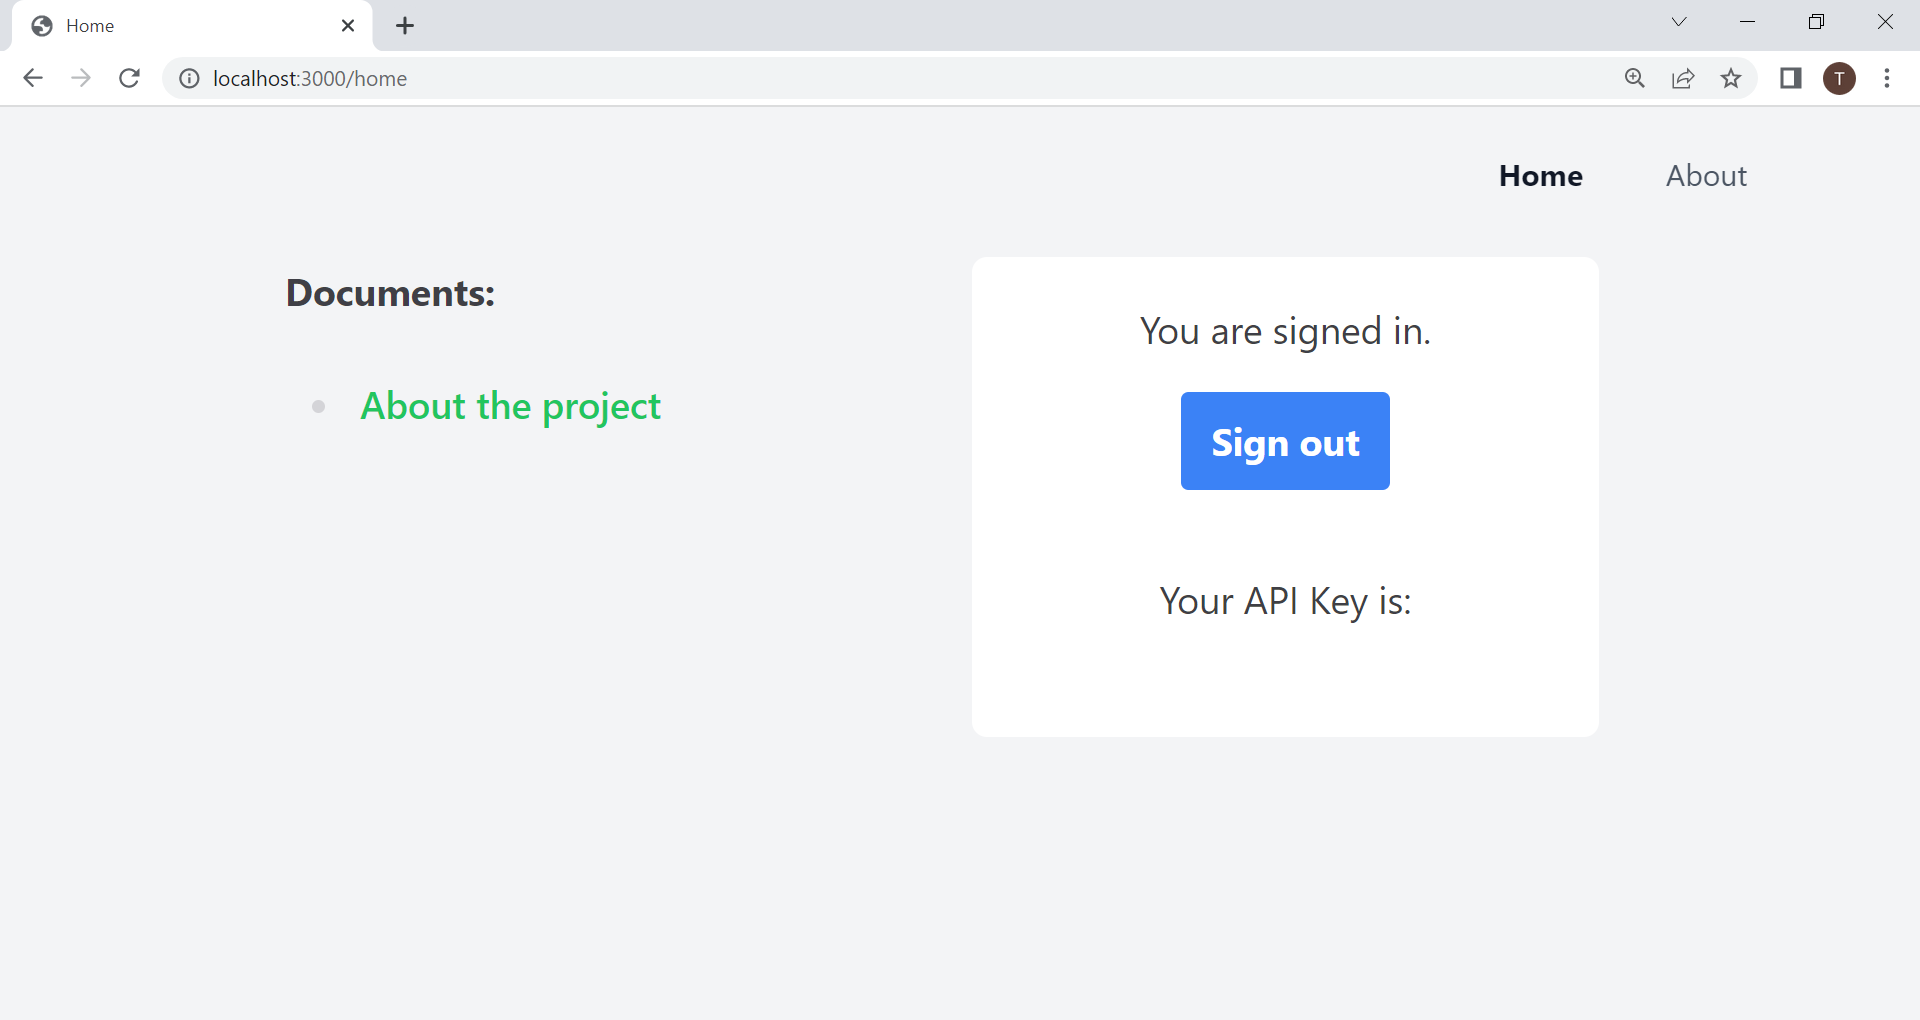 Home
localhost:3000/home
T
Home About
Documents:
About the project
You are signed in.
Sign out
Your API Key is: